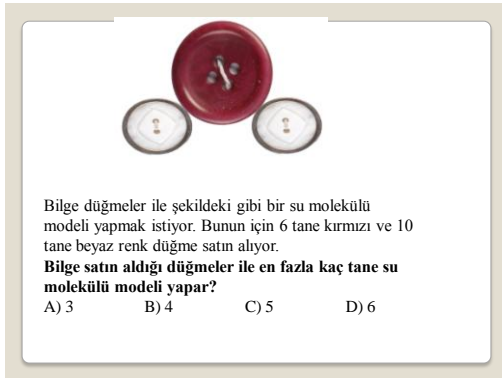 Bilge düğmeler ile şekildeki gibi bir su molekülü
modeli yapmak istiyor. Bunun için 6 tane kırmızı ve 10
tane beyaz renk düğme satın alıyor.
Bilge satın aldığı düğmeler ile en fazla kaç tane su
molekülü modeli yapar?
A) 3 B) 4 C) 5 D) 6